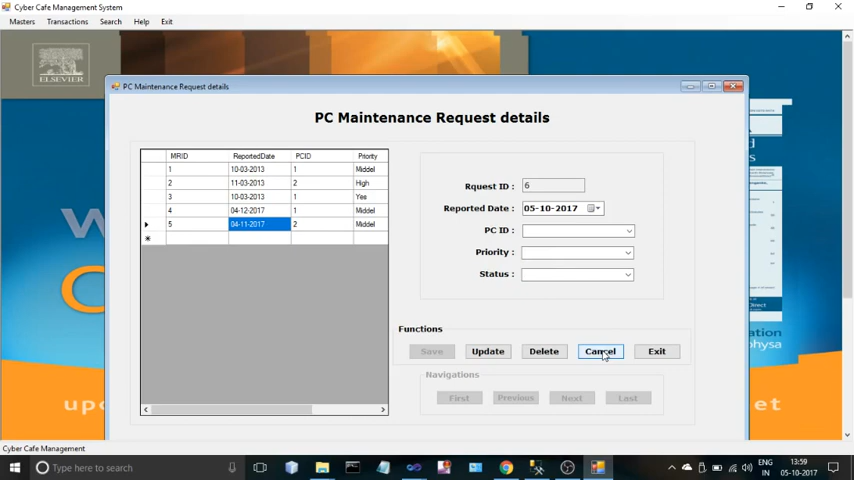 Cyber Cafe Management System
Masters Transactions Search Help Exit
ELSEVIER
PC Maintenance Request details
PC Maintenance Request details
MRID ReportedDate PCID Priority
1 10-03-2013 1 Middel
2 11-03-2013 2 High
3 10-03-2013 1 Yes
4 04-12-2017 1 Middel
5 04-11-2017 2 Middel
Rquest ID : 6
Reported Date : 05-10-2017
PC ID :
Priority :
Status :
Functions
Save Update Delete Cancel Exit
Navigations
First Previous Next Last
Direct
Cyber Cafe Management
Type here to search
ENG 13:59
IN 05-10-2017